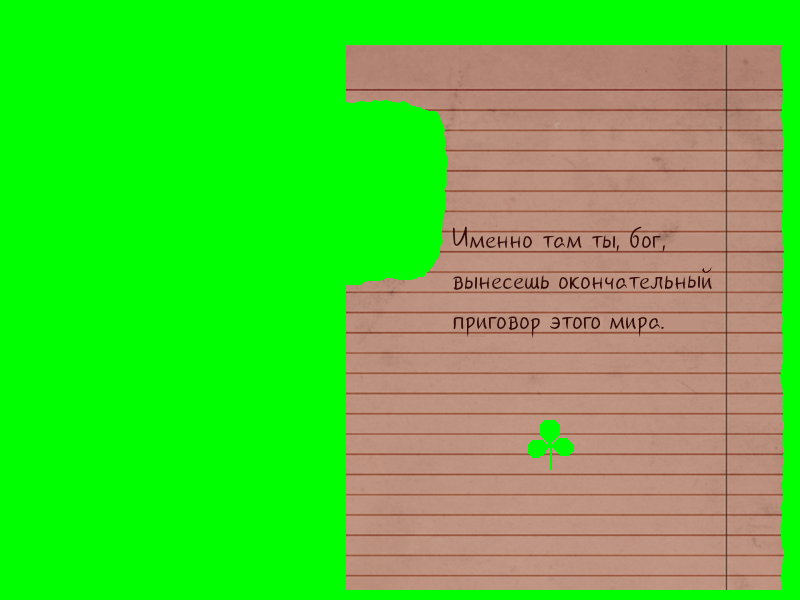 Именно там ты, бог,
вынесешь окончательный
приговор этого мира.